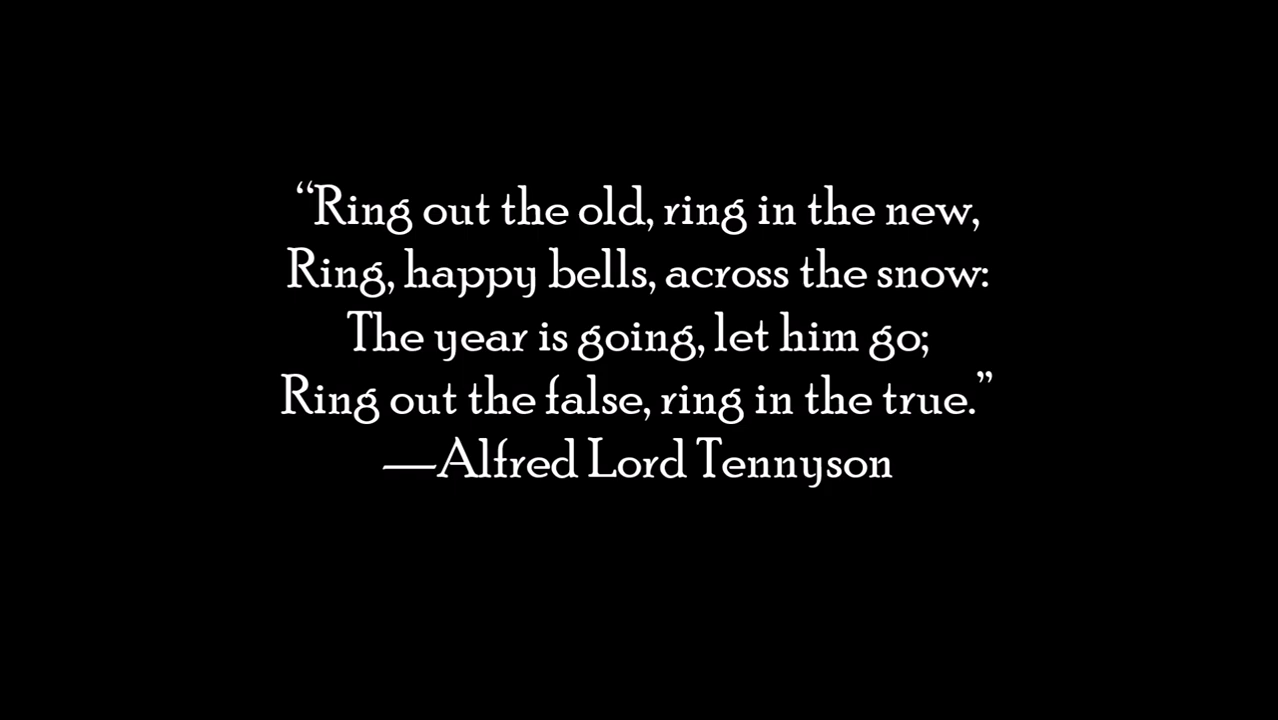 “Ring out the old, ring in the new,
Ring, happy bells, across the snow:
The year is going, let him go;
Ring out the false, ring in the true.”
—Alfred Lord Tennyson